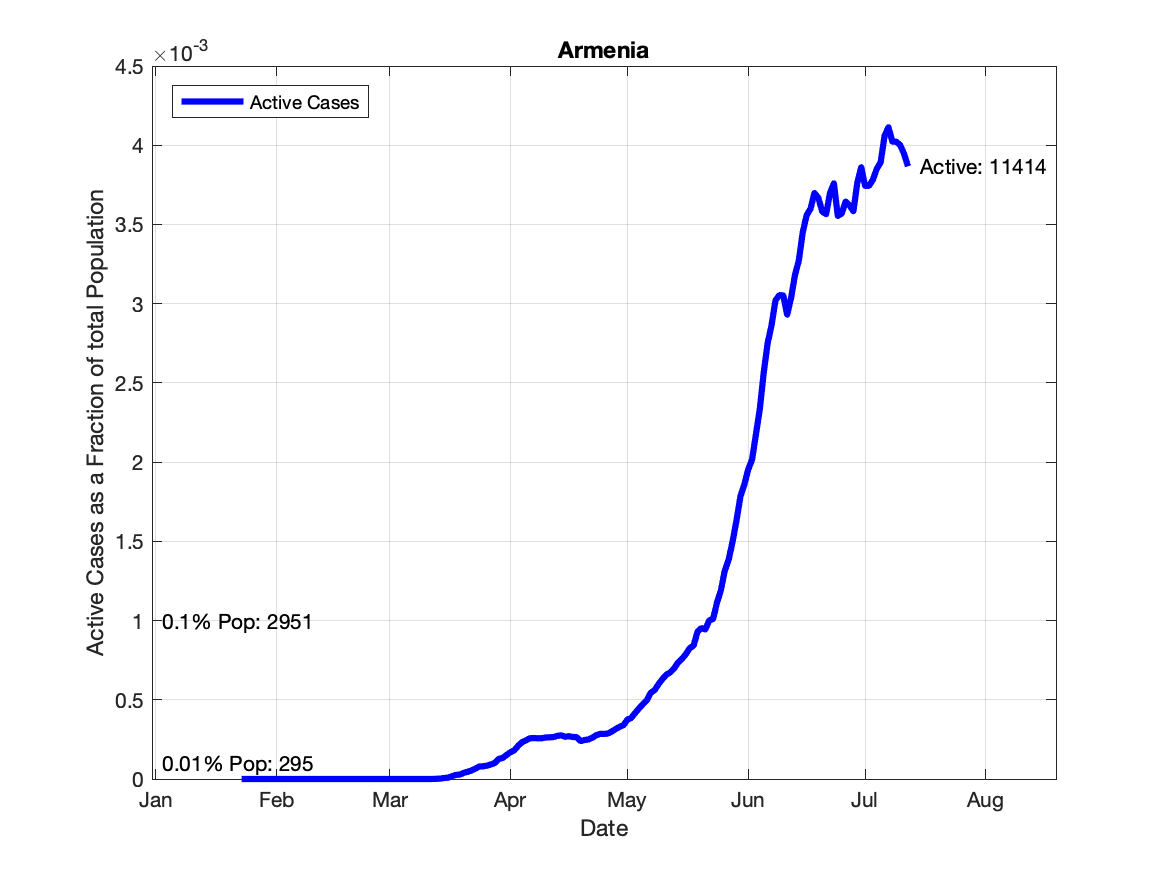 Armenia
×10-3
4.5
4
3.5
3
2.5
2
1.5
1
0.5
0
Active Cases as a Fraction of total Population
Active Cases
Active: 11414
0.1% Pop: 2951
0.01% Pop: 295
Jan Feb Mar Apr May Jun Jul Aug
Date